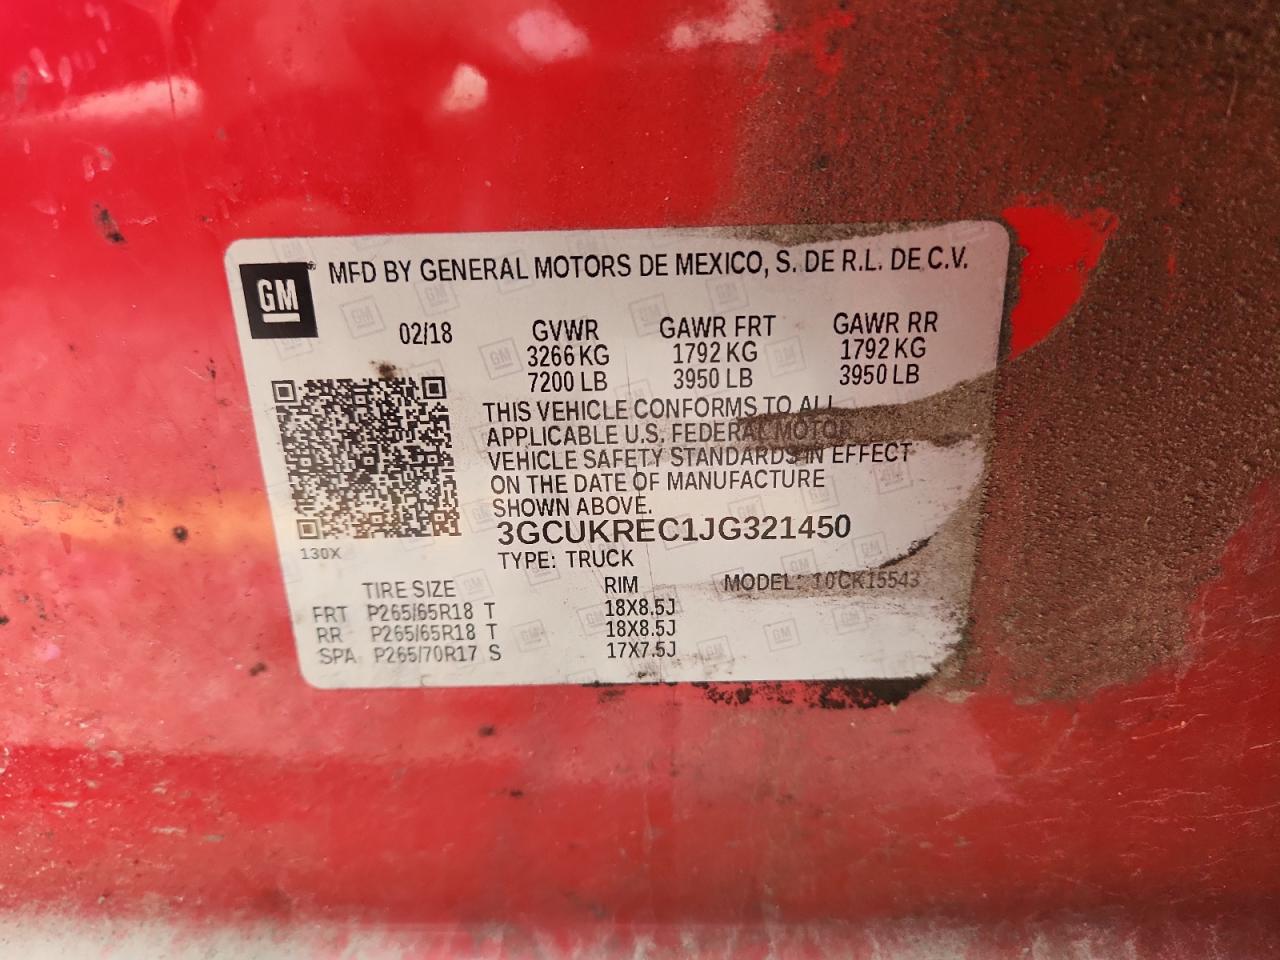 GM
MFD BY GENERAL MOTORS DE MEXICO, S. DE R.L. DE C.V.
02/18 GVWR GAWR FRT GAWR RR
3266 KG 1792 KG 1792 KG
7200 LB 3950 LB 3950 LB
THIS VEHICLE CONFORMS TO ALL
APPLICABLE U.S. FEDERAL MOTOR
VEHICLE SAFETY STANDARDS IN EFFECT
ON THE DATE OF MANUFACTURE
SHOWN ABOVE.
3GCUKREC1JG321450
130X
TYPE: TRUCK
TIRE SIZE RIM MODEL: 10CK15543
FRT P265/65R18 T 18X8.5J
RR P265/65R18 T 18X8.5J
SPA P265/70R17 S 17X7.5J